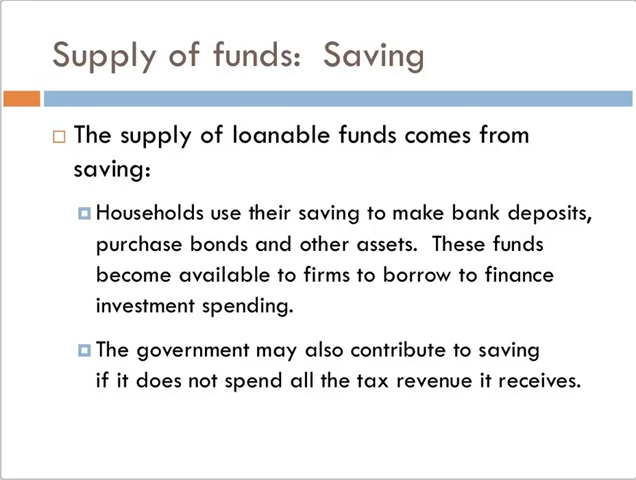 Supply of funds:  Saving
The supply of loanable funds comes from
saving:
Households use their saving to make bank deposits,
purchase bonds and other assets.  These funds
become available to firms to borrow to finance
investment spending.
The government may also contribute to saving
if it does not spend all the tax revenue it receives.